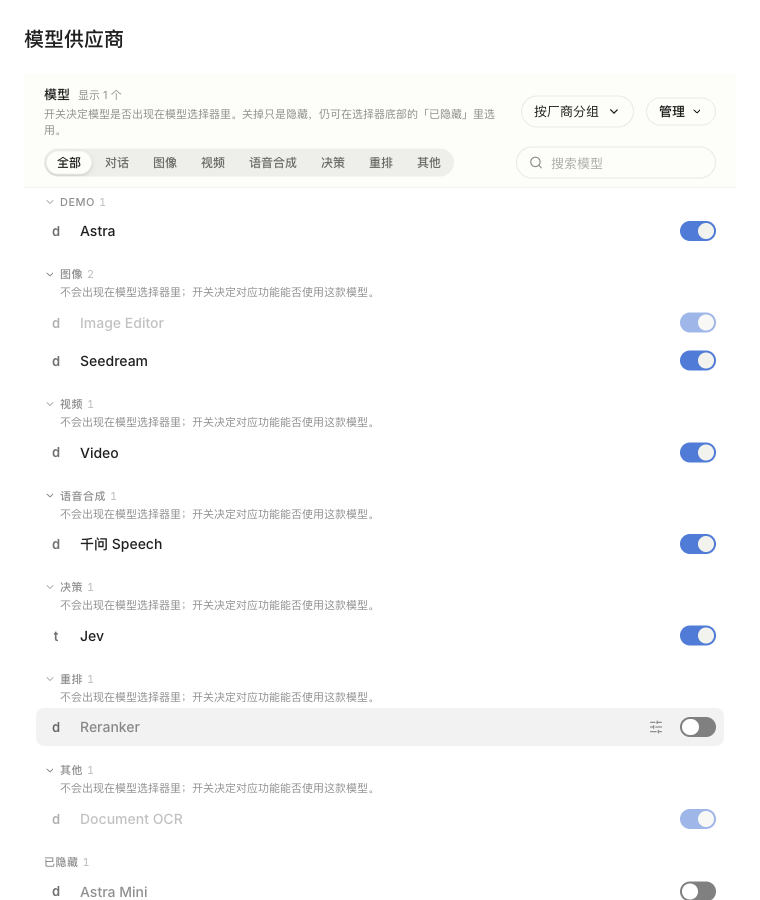 模型供应商
模型 显示 1 个
开关决定模型是否出现在模型选择器里。关掉只是隐藏，仍可在选择器底部的「已隐藏」里选
用。
按厂商分组
管理
全部 对话 图像 视频 语音合成 决策 重排 其他
搜索模型
DEMO 1
d Astra
图像 2
不会出现在模型选择器里；开关决定对应功能能否使用这款模型。
d Image Editor
d Seedream
视频 1
不会出现在模型选择器里；开关决定对应功能能否使用这款模型。
d Video
语音合成 1
不会出现在模型选择器里；开关决定对应功能能否使用这款模型。
d 千问 Speech
决策 1
不会出现在模型选择器里；开关决定对应功能能否使用这款模型。
t Jev
重排 1
不会出现在模型选择器里；开关决定对应功能能否使用这款模型。
d Reranker
其他 1
不会出现在模型选择器里；开关决定对应功能能否使用这款模型。
d Document OCR
已隐藏 1
d Astra Mini